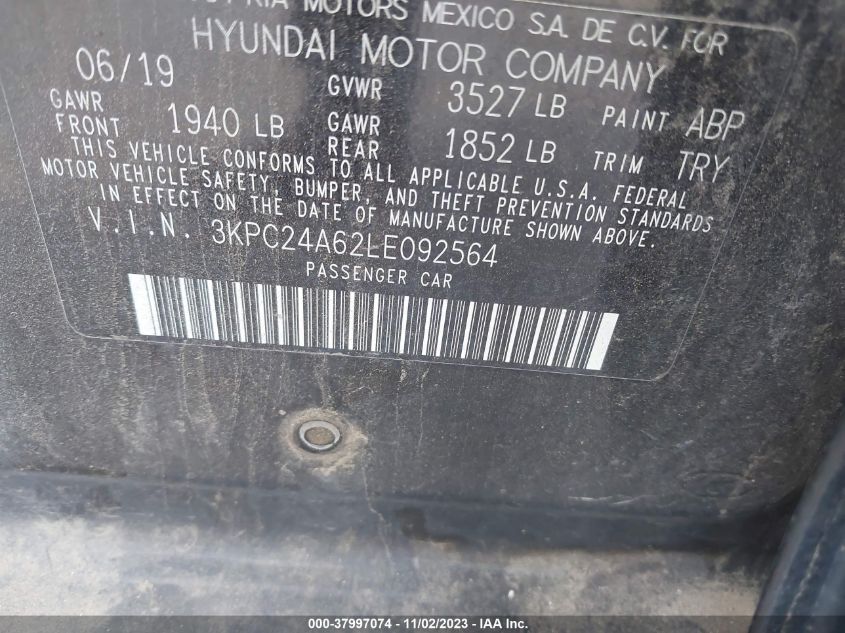 KIA MOTORS MEXICO S.A. DE C.V. FOR
HYUNDAI MOTOR COMPANY
06/19 GVWR 3527 LB PAINT ABP
GAWR FRONT 1940 LB GAWR REAR 1852 LB TRIM TRY
THIS VEHICLE CONFORMS TO ALL APPLICABLE U.S.A. FEDERAL
MOTOR VEHICLE SAFETY, BUMPER, AND THEFT PREVENTION STANDARDS
IN EFFECT ON THE DATE OF MANUFACTURE SHOWN ABOVE.
V.I.N. 3KPC24A62LE092564
PASSENGER CAR
000-37997074 - 11/02/2023 - IAA Inc.